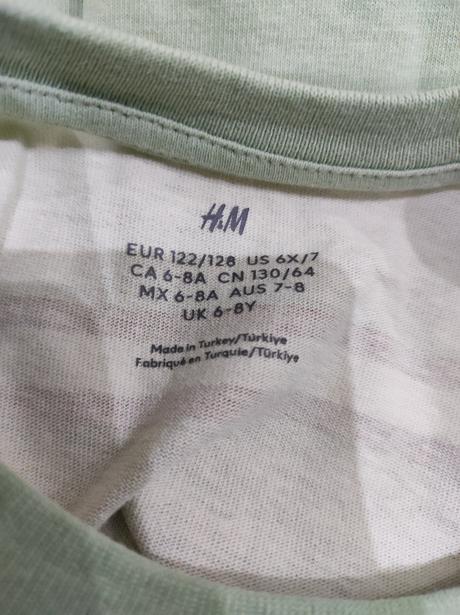 H&M
EUR 122/128 US 6X/7
CA 6-8A CN 130/64
MX 6-8A AUS 7-8
UK 6-8Y
Made in Turkey/Türkiye
Fabriqué en Turquie/Türkiye